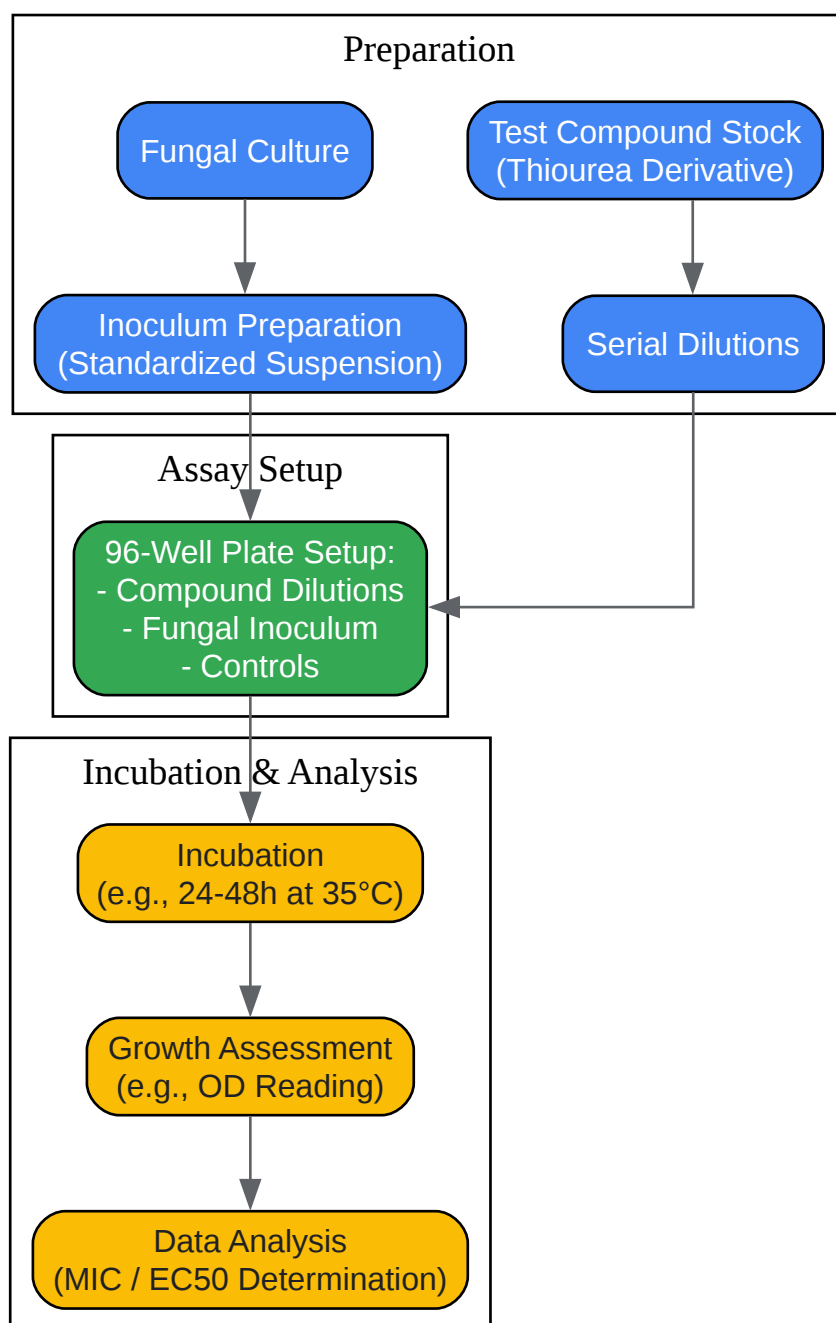 Preparation
Fungal Culture
Test Compound Stock
(Thiourea Derivative)
Inoculum Preparation
(Standardized Suspension)
Serial Dilutions
Assay Setup
96-Well Plate Setup:
- Compound Dilutions
- Fungal Inoculum
- Controls
Incubation & Analysis
Incubation
(e.g., 24-48h at 35°C)
Growth Assessment
(e.g., OD Reading)
Data Analysis
(MIC / EC50 Determination)